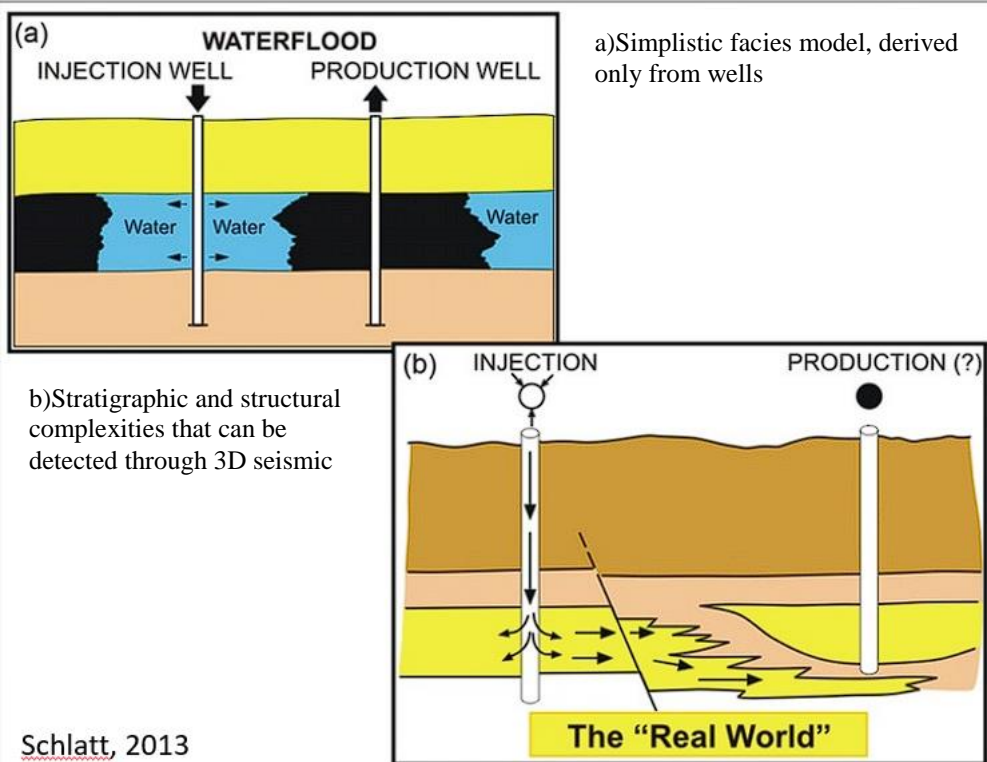 (a)
WATERFLOOD
INJECTION WELL PRODUCTION WELL
Water Water Water
a)Simplistic facies model, derived
only from wells
b)Stratigraphic and structural
complexities that can be
detected through 3D seismic
(b)
INJECTION PRODUCTION (?)
The “Real World”
Schlatt, 2013